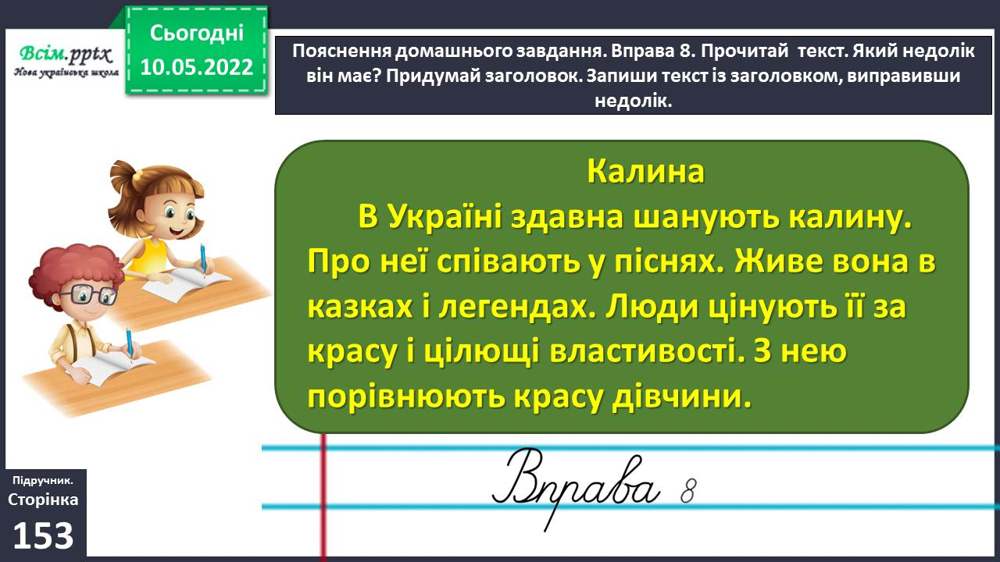 Всім.pptx
Нова українська школа
Сьогодні
10.05.2022
Пояснення домашнього завдання. Вправа 8. Прочитай текст. Який недолік
він має? Придумай заголовок. Запиши текст із заголовком, виправивши
недолік.
Калина
В Україні здавна шанують калину.
Про неї співають у піснях. Живе вона в
казках і легендах. Люди цінують її за
красу і цілющі властивості. З нею
порівнюють красу дівчини.
Вправа 8
Підручник.
Сторінка
153